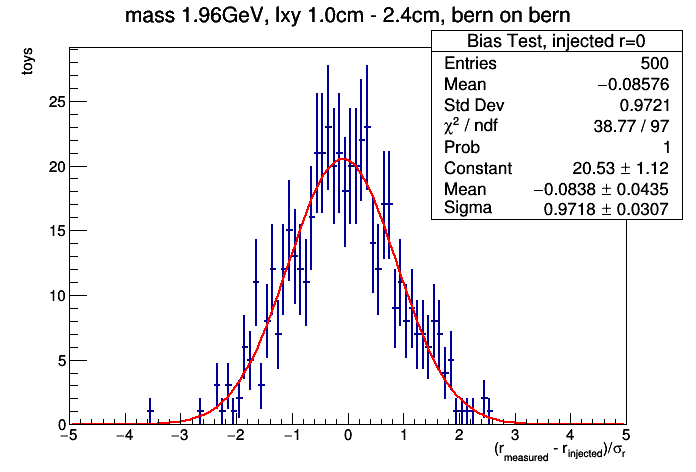 mass 1.96GeV, lxy 1.0cm - 2.4cm, bern on bern
Bias Test, injected r=0
Entries 500
Mean −0.08576
Std Dev 0.9721
χ² / ndf 38.77 / 97
Prob 1
Constant 20.53 ± 1.12
Mean −0.0838 ± 0.0435
Sigma 0.9718 ± 0.0307
toys
25
20
15
10
5
0
−5 −4 −3 −2 −1 0 1 2 3 4 5
(r_measured - r_injected)/σ_r